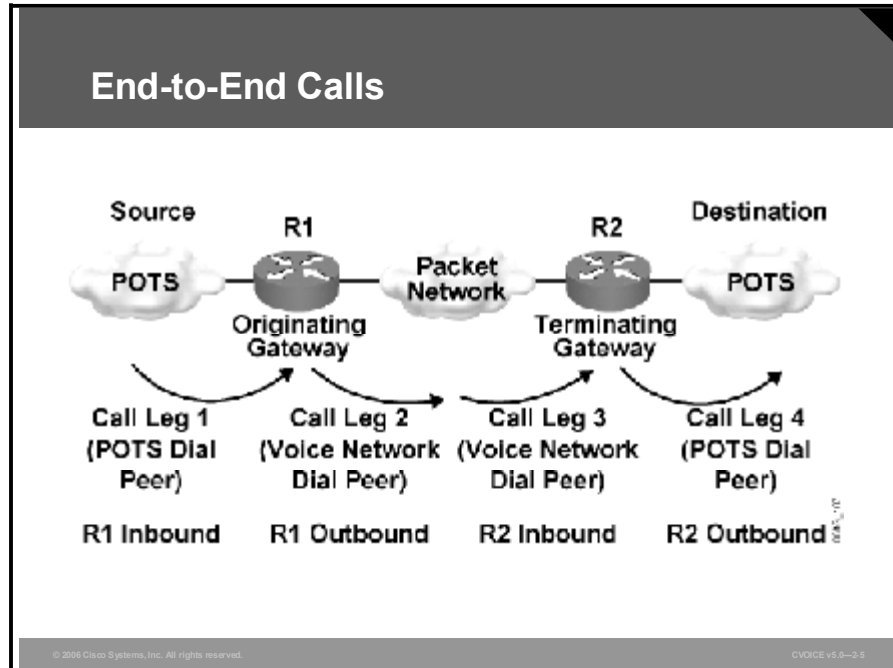 End-to-End Calls
Source
R1
R2
Destination
POTS
Packet
Network
POTS
Originating
Gateway
Terminating
Gateway
Call Leg 1
(POTS Dial
Peer)
Call Leg 2
(Voice Network
Dial Peer)
Call Leg 3
(Voice Network
Dial Peer)
Call Leg 4
(POTS Dial
Peer)
R1 Inbound
R1 Outbound
R2 Inbound
R2 Outbound
© 2006 Cisco Systems, Inc. All rights reserved.
CVOICE v5.0—2-5